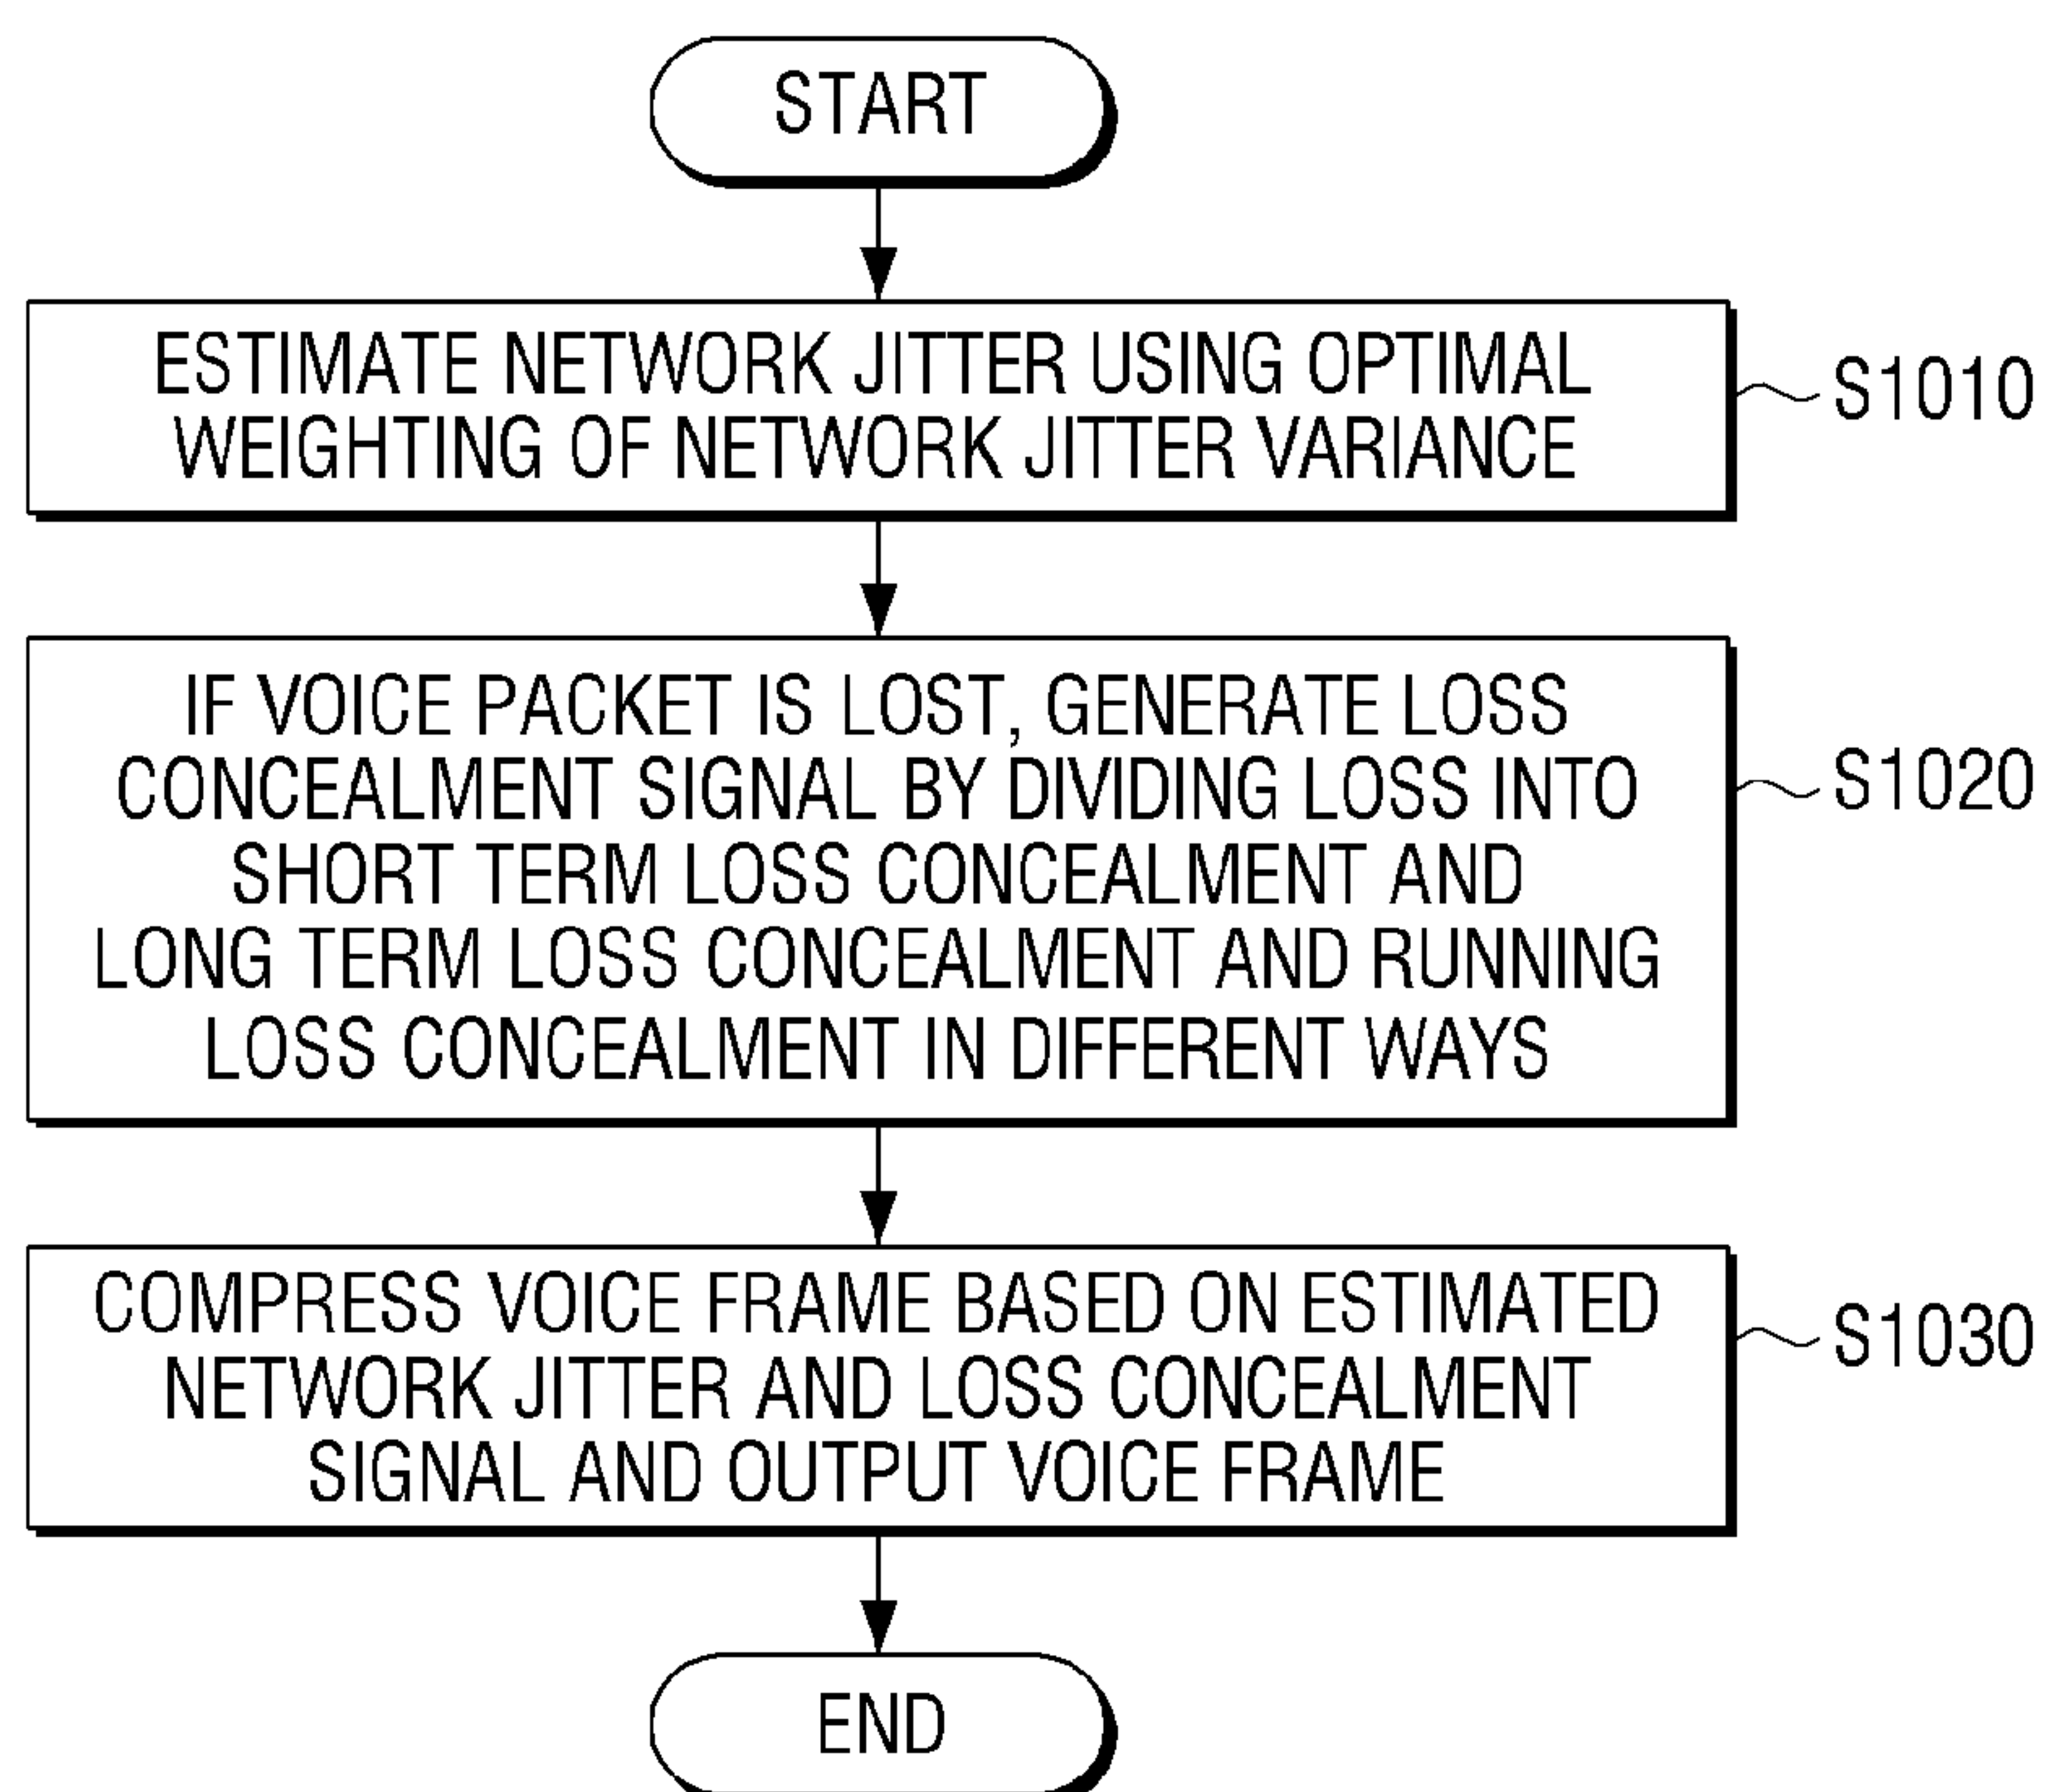 START
ESTIMATE NETWORK JITTER USING OPTIMAL
WEIGHTING OF NETWORK JITTER VARIANCE
S1010
IF VOICE PACKET IS LOST, GENERATE LOSS
CONCEALMENT SIGNAL BY DIVIDING LOSS INTO
SHORT TERM LOSS CONCEALMENT AND
LONG TERM LOSS CONCEALMENT AND RUNNING
LOSS CONCEALMENT IN DIFFERENT WAYS
S1020
COMPRESS VOICE FRAME BASED ON ESTIMATED
NETWORK JITTER AND LOSS CONCEALMENT
SIGNAL AND OUTPUT VOICE FRAME
S1030
END